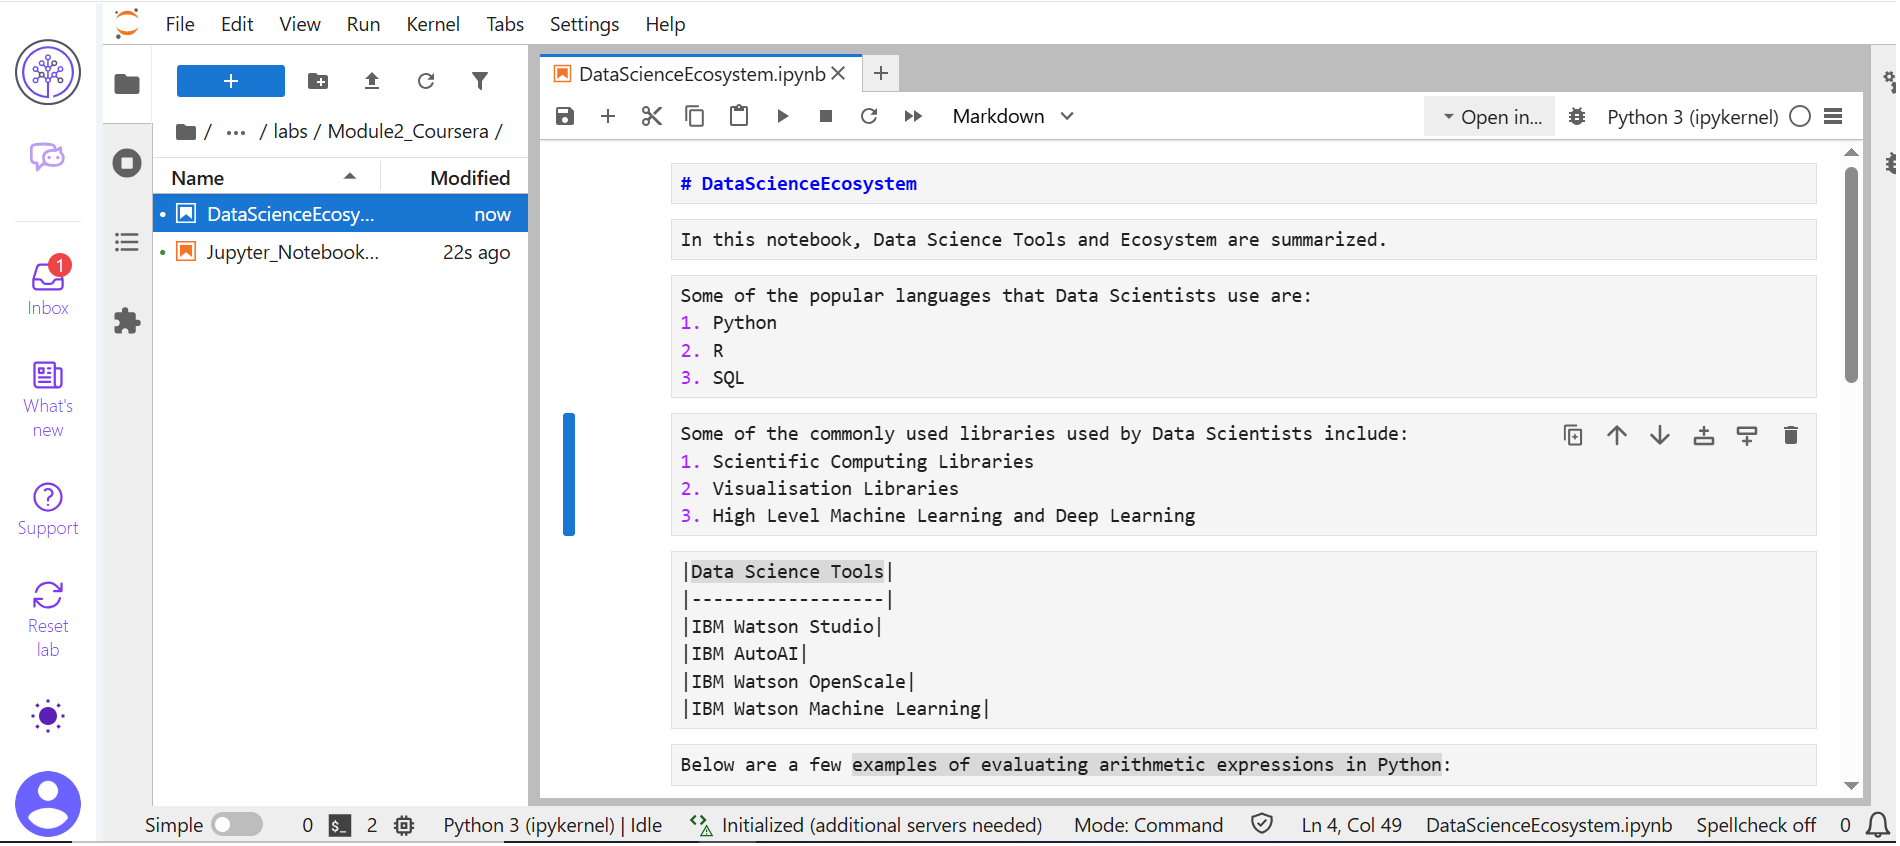 File Edit View Run Kernel Tabs Settings Help
DataScienceEcosystem.ipynb
Markdown
Open in...
Python 3 (ipykernel)
/ ... / labs / Module2_Coursera /
Name Modified
DataScienceEcosy... now
Jupyter_Notebook... 22s ago
1
Inbox
What's
new
Support
Reset
lab
# DataScienceEcosystem
In this notebook, Data Science Tools and Ecosystem are summarized.
Some of the popular languages that Data Scientists use are:
1. Python
2. R
3. SQL
Some of the commonly used libraries used by Data Scientists include:
1. Scientific Computing Libraries
2. Visualisation Libraries
3. High Level Machine Learning and Deep Learning
|Data Science Tools|
|------------------|
|IBM Watson Studio|
|IBM AutoAI|
|IBM Watson OpenScale|
|IBM Watson Machine Learning|
Below are a few examples of evaluating arithmetic expressions in Python:
Simple 0 $_ 2 Python 3 (ipykernel) | Idle Initialized (additional servers needed) Mode: Command Ln 4, Col 49 DataScienceEcosystem.ipynb Spellcheck off 0